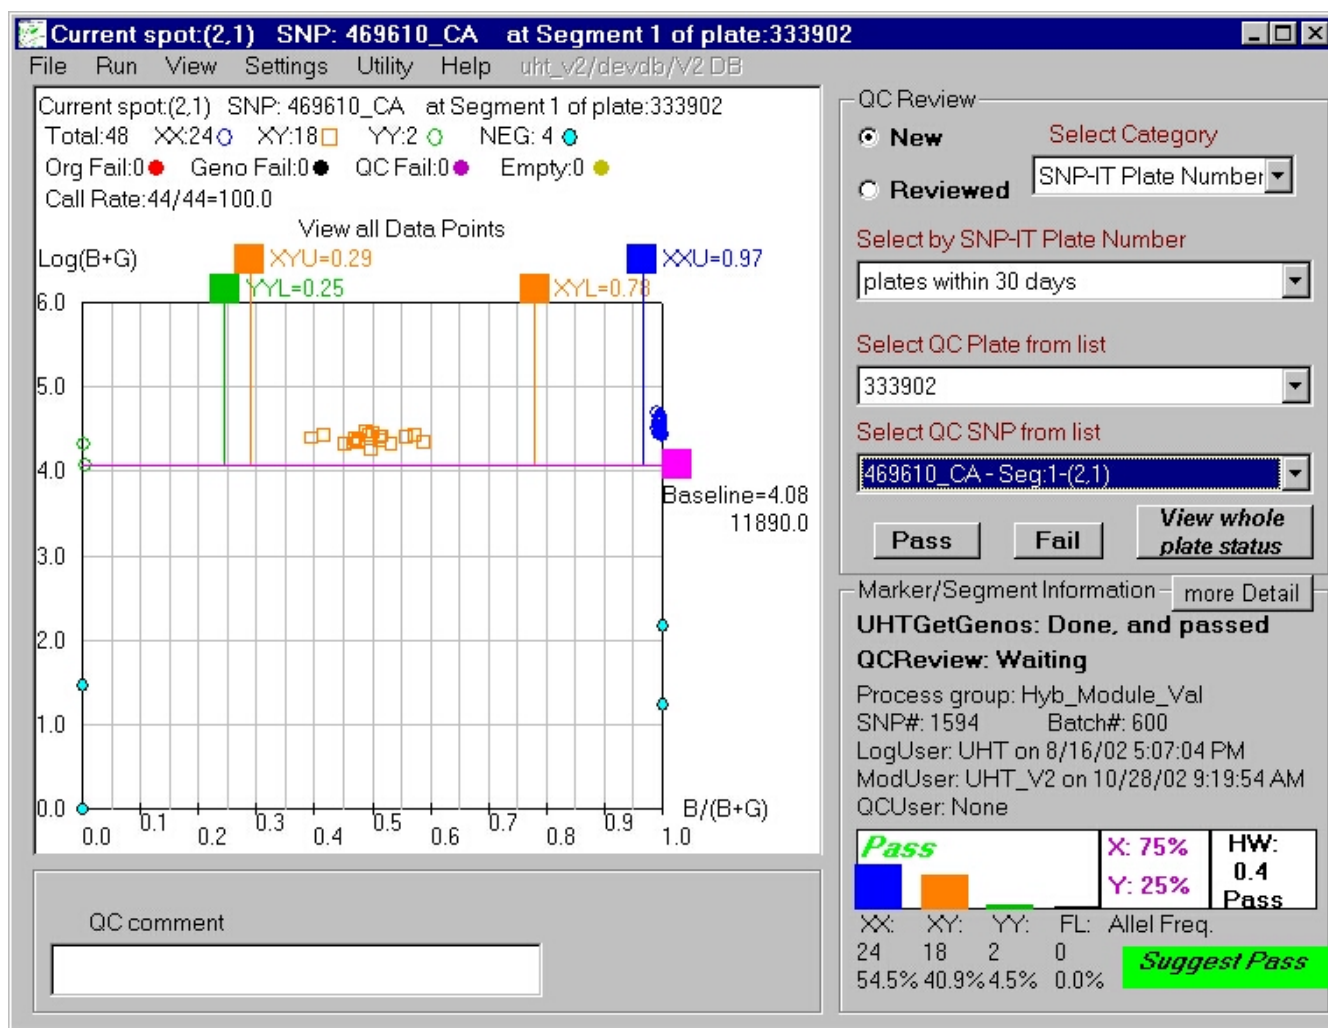 Current spot:(2,1) SNP: 469610_CA at Segment 1 of plate:333902
File Run View Settings Utility Help uht_v2/devdb/V2 DB
Current spot:(2,1) SNP: 469610_CA at Segment 1 of plate:333902
Total:48 XX:24 XY:18 YY:2 NEG: 4
Org Fail:0 Geno Fail:0 QC Fail:0 Empty:0
Call Rate:44/44=100.0
View all Data Points
Log(B+G)
XYU=0.29
XXU=0.97
YYL=0.25
XYL=0.78
6.0
5.0
4.0
Baseline=4.08
11890.0
3.0
2.0
1.0
0.0
0.0 0.1 0.2 0.3 0.4 0.5 0.6 0.7 0.8 0.9 1.0
B/(B+G)
QC comment
QC Review
New
Reviewed
Select Category
SNP-IT Plate Number
Select by SNP-IT Plate Number
plates within 30 days
Select QC Plate from list
333902
Select QC SNP from list
469610_CA - Seg:1-(2,1)
Pass
Fail
View whole
plate status
Marker/Segment Information
more Detail
UHTGetGenos: Done, and passed
QCReview: Waiting
Process group: Hyb_Module_Val
SNP#: 1594 Batch#: 600
LogUser: UHT on 8/16/02 5:07:04 PM
ModUser: UHT_V2 on 10/28/02 9:19:54 AM
QCUser: None
Pass
X: 75%
Y: 25%
HW:
0.4
Pass
XX: XY: YY: FL: Allel Freq.
24 18 2 0
54.5% 40.9% 4.5% 0.0%
Suggest Pass